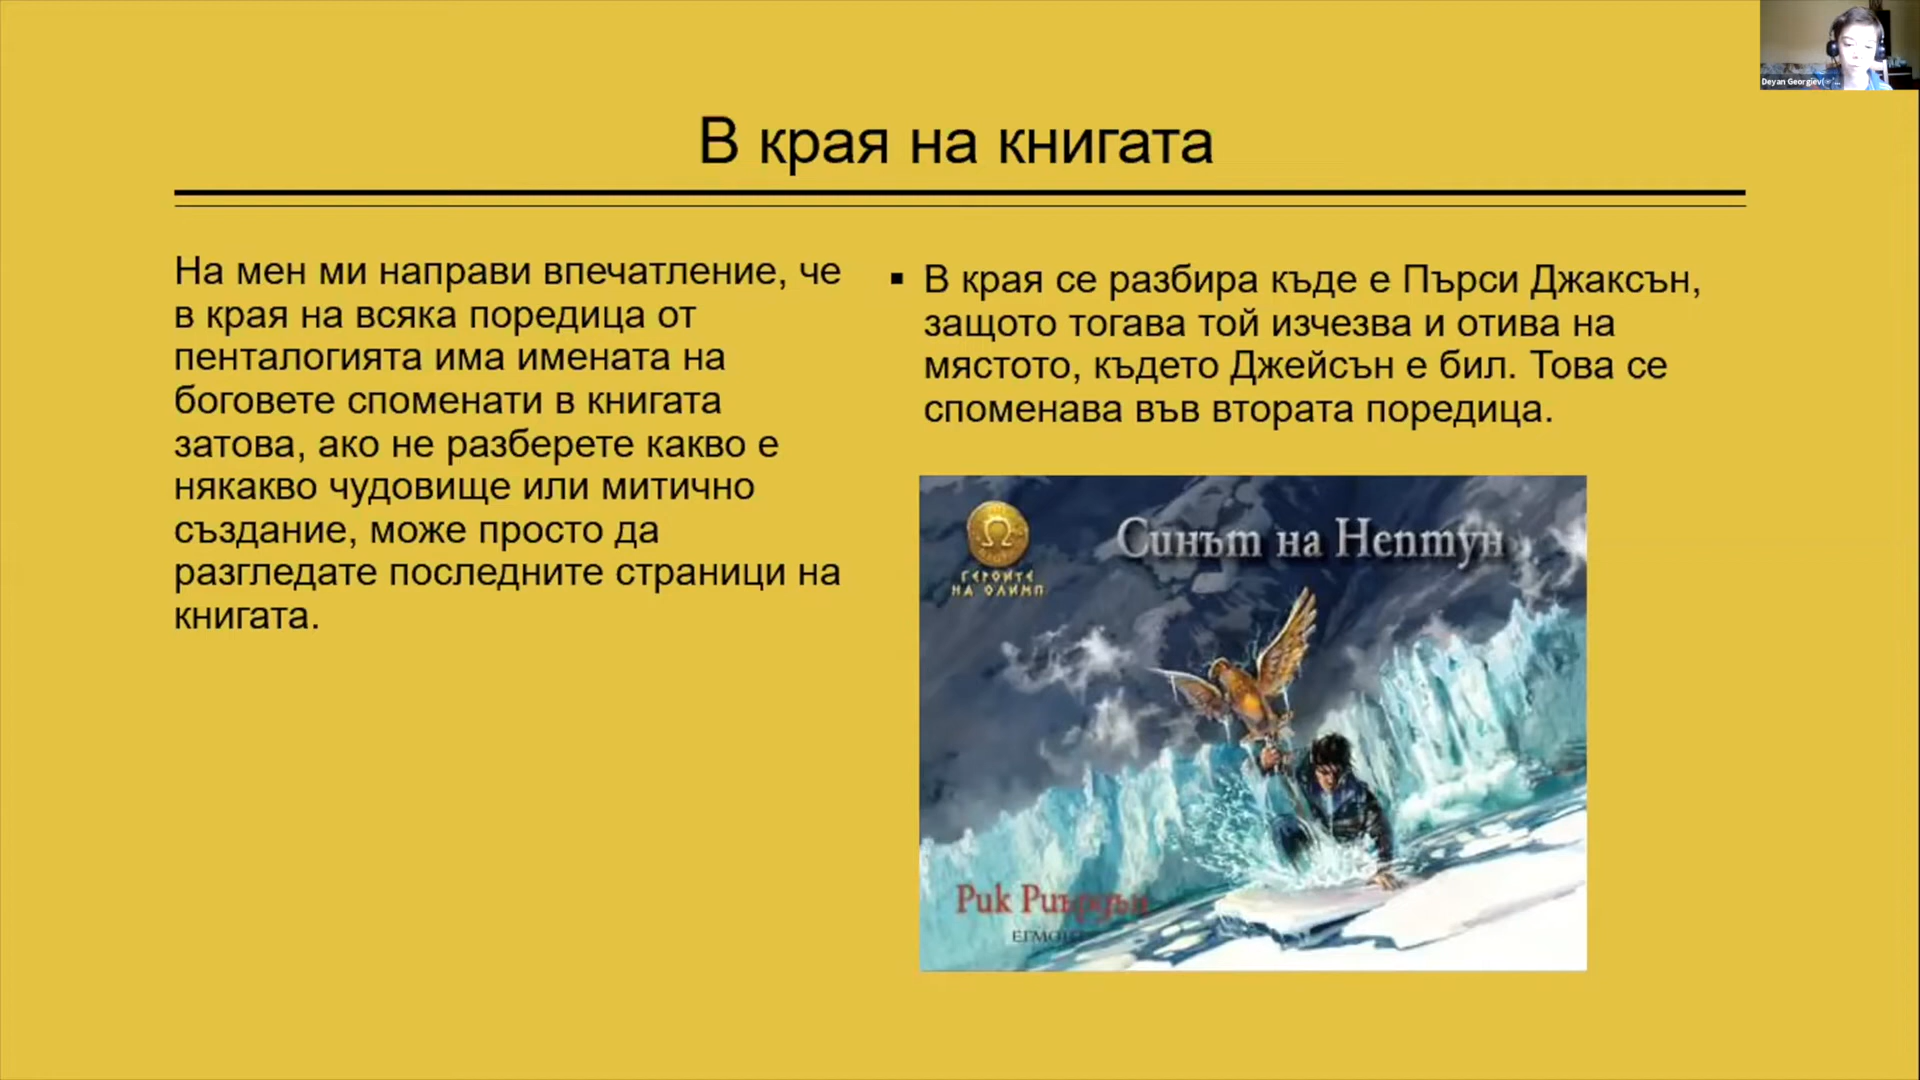 В края на книгата
На мен ми направи впечатление, че
в края на всяка поредица от
пенталогията има имената на
боговете споменати в книгата
затова, ако не разберете какво е
някакво чудовище или митично
създание, може просто да
разгледате последните страници на
книгата.
▪ В края се разбира къде е Пърси Джаксън,
защото тогава той изчезва и отива на
мястото, където Джейсън е бил. Това се
споменава във втората поредица.
Синът на Нептун
ГЕРОИТЕ
НА ОЛИМП
Рик Риърдън
ЕГМОНТ
Deyan Georgiev